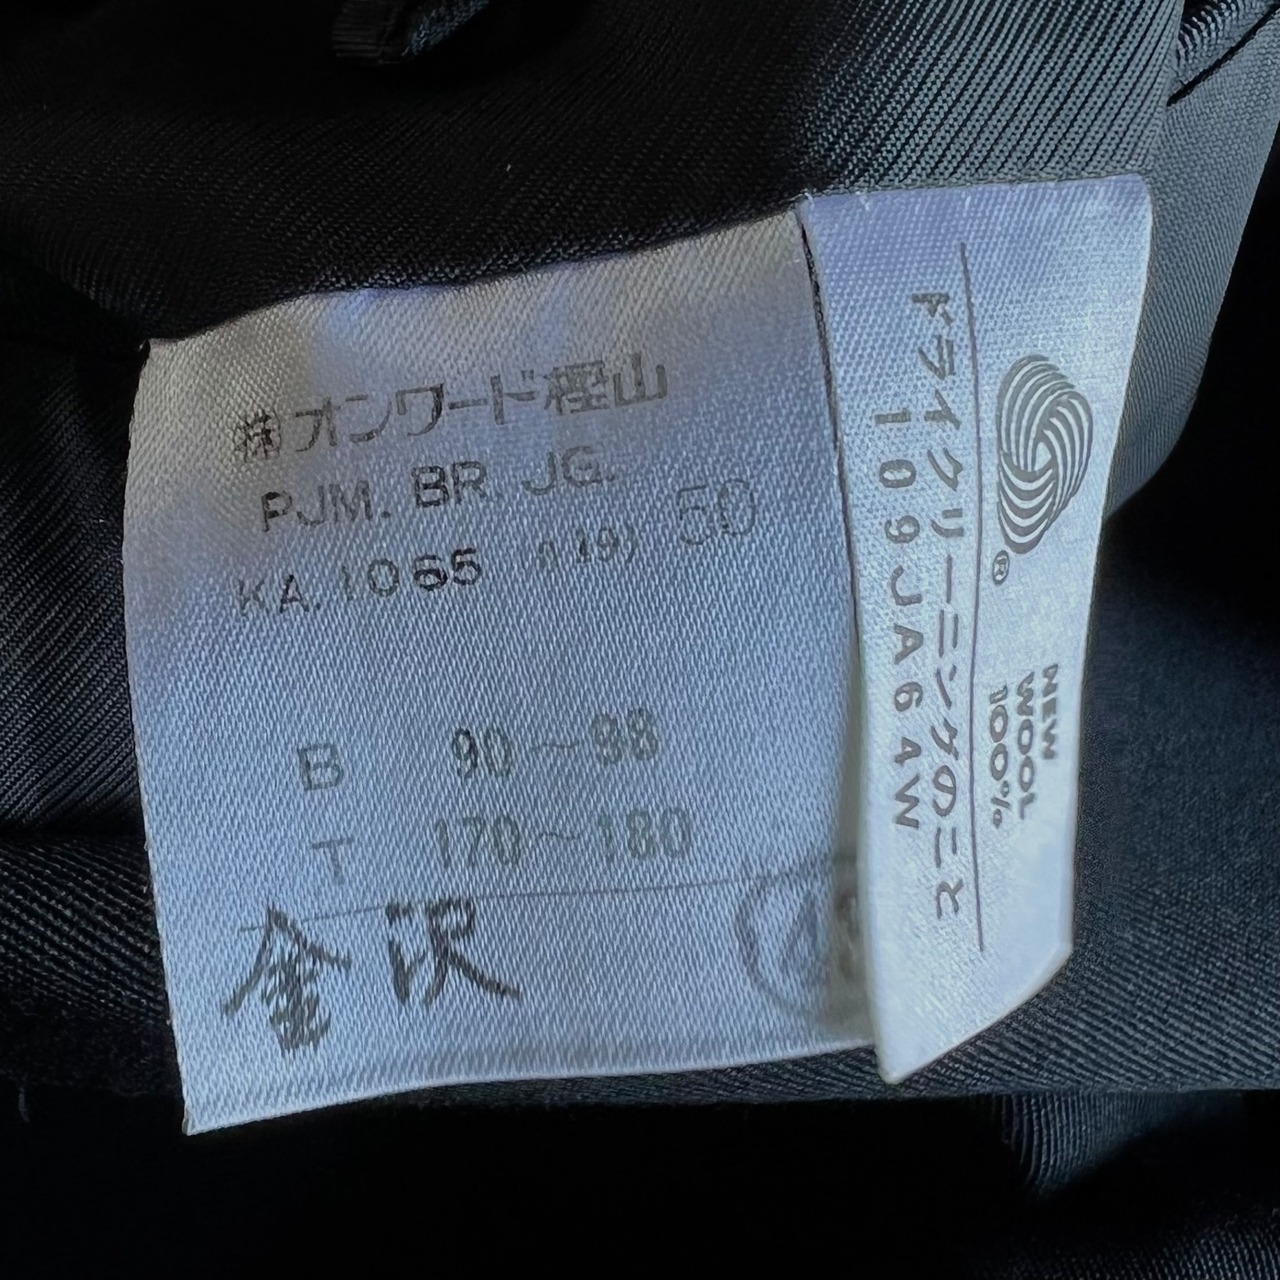 ㈱オンワード樫山
PJM. BR. JG.
KA. 1065 50
B 90~98
T 170~180
金沢
ドライクリーニングのこと
109JA64W
®
NEW
WOOL
100%